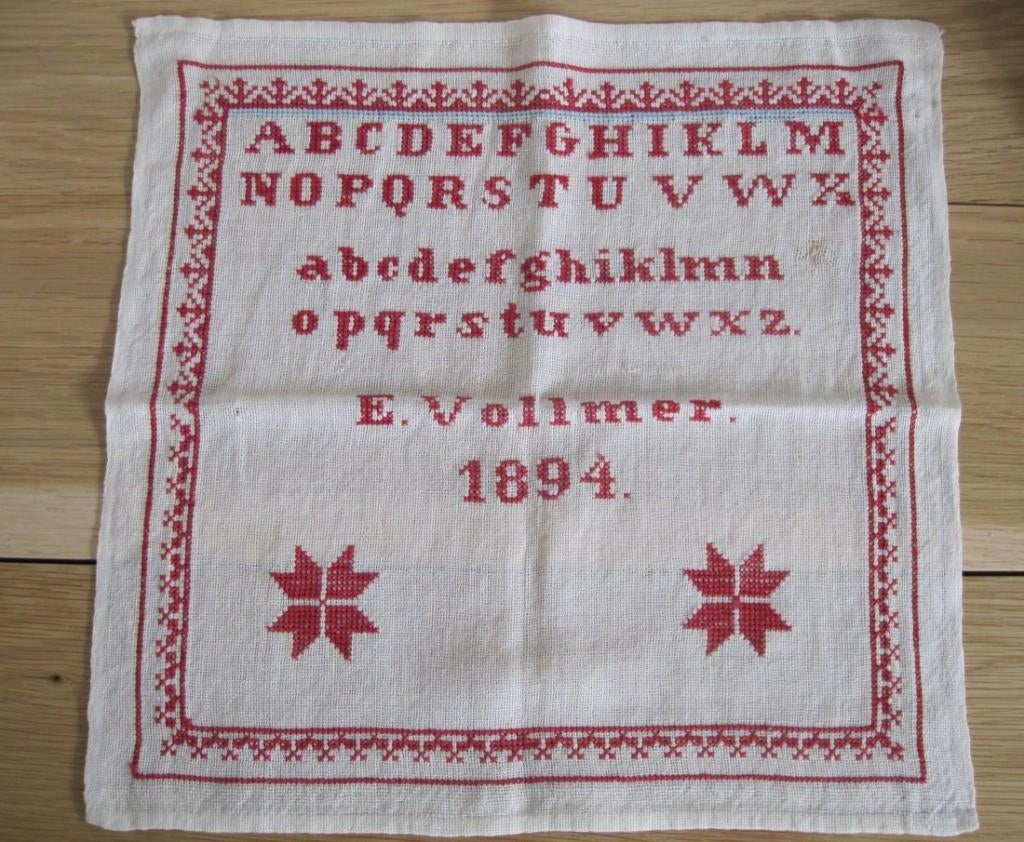 ABCDEFGHIKLM
NOPQRSTUVWX
abcdefghiklmn
opqrstuvwxz.
E. Vollmer.
1894.